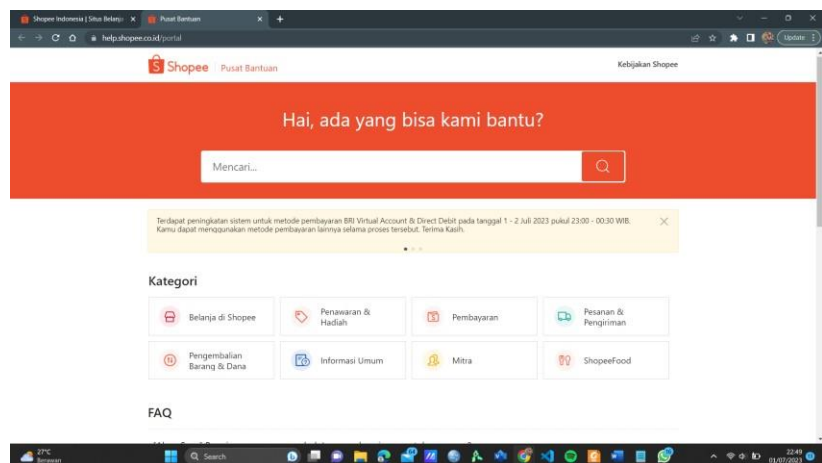 Shopee Indonesia | Situs Belanja
Pusat Bantuan
help.shopee.co.id/portal
Update
Shopee
Pusat Bantuan
Kebijakan Shopee
Hai, ada yang bisa kami bantu?
Mencari...
Terdapat peningkatan sistem untuk metode pembayaran BRI Virtual Account & Direct Debit pada tanggal 1 - 2 Juli 2023 pukul 23:00 - 00:30 WIB.
Kamu dapat menggunakan metode pembayaran lainnya selama proses tersebut. Terima Kasih.
Kategori
Belanja di Shopee
Penawaran &
Hadiah
Pembayaran
Pesanan &
Pengiriman
Pengembalian
Barang & Dana
Informasi Umum
Mitra
ShopeeFood
FAQ
27°C
Berawan
Search
22:49
01/07/2023